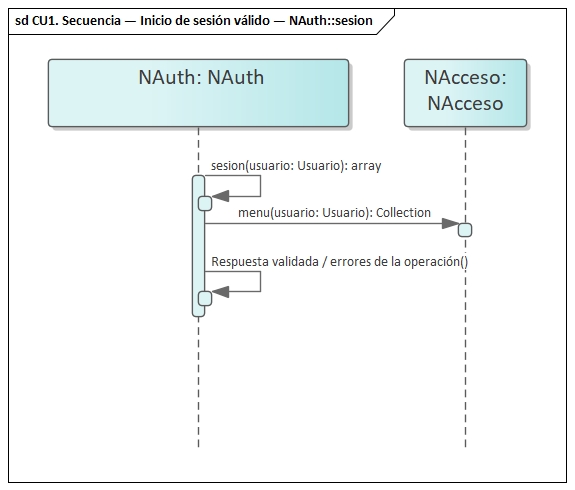 sd CU1. Secuencia — Inicio de sesión válido — NAuth::sesion
NAuth: NAuth
NAcceso:
NAcceso
sesion(usuario: Usuario): array
menu(usuario: Usuario): Collection
Respuesta validada / errores de la operación()